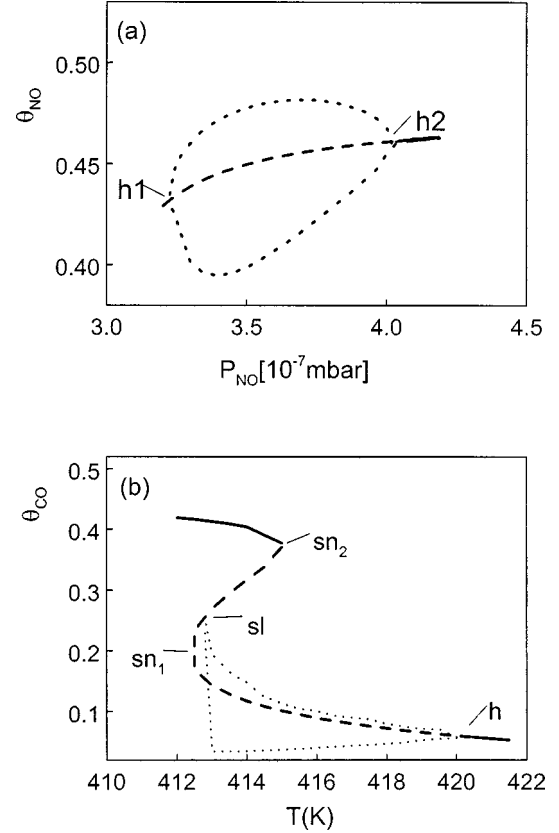 (a)
0.50
0.45
0.40
θNO
h1
h2
3.0 3.5 4.0 4.5
PNO[10-7mbar]
(b)
0.5
0.4
0.3
0.2
0.1
θCO
sn2
sl
sn1
h
410 412 414 416 418 420 422
T(K)